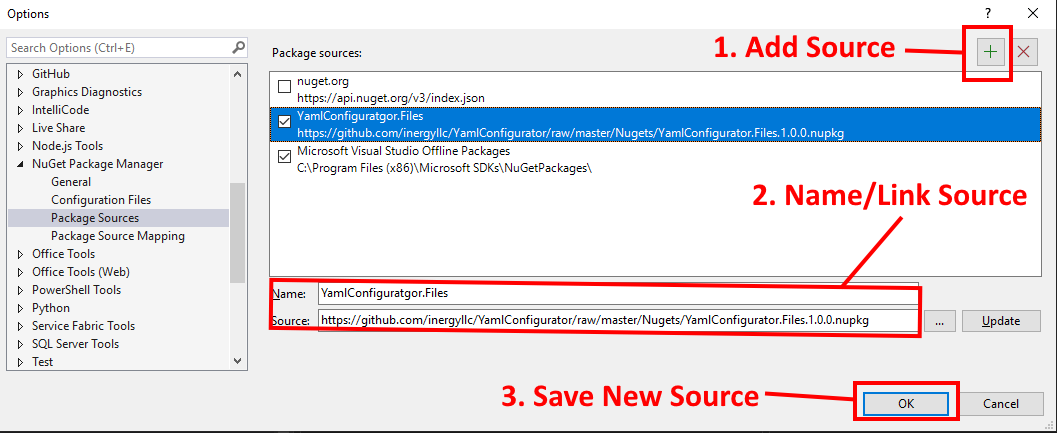 Options
?
Search Options (Ctrl+E)
GitHub
Graphics Diagnostics
IntelliCode
Live Share
Node.js Tools
NuGet Package Manager
General
Configuration Files
Package Sources
Package Source Mapping
Office Tools
Office Tools (Web)
PowerShell Tools
Python
Service Fabric Tools
SQL Server Tools
Test
Package sources:
1. Add Source
nuget.org
https://api.nuget.org/v3/index.json
YamlConfiguratgor.Files
https://github.com/inergyllc/YamlConfigurator/raw/master/Nugets/YamlConfigurator.Files.1.0.0.nupkg
Microsoft Visual Studio Offline Packages
C:\Program Files (x86)\Microsoft SDKs\NuGetPackages\
2. Name/Link Source
Name: YamlConfiguratgor.Files
Source: https://github.com/inergyllc/YamlConfigurator/raw/master/Nugets/YamlConfigurator.Files.1.0.0.nupkg
... Update
3. Save New Source
OK Cancel